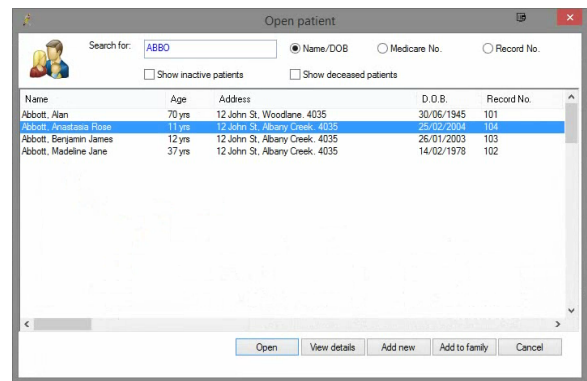 Open patient
Search for: ABBO Name/DOB Medicare No. Record No.
Show inactive patients Show deceased patients
Name Age Address D.O.B. Record No.
Abbott, Alan 70 yrs 12 John St, Woodlane. 4035 30/06/1945 101
Abbott, Anastasia Rose 11 yrs 12 John St, Albany Creek. 4035 25/02/2004 104
Abbott, Benjamin James 12 yrs 12 John St, Albany Creek. 4035 26/01/2003 103
Abbott, Madeline Jane 37 yrs 12 John St, Albany Creek. 4035 14/02/1978 102
Open View details Add new Add to family Cancel